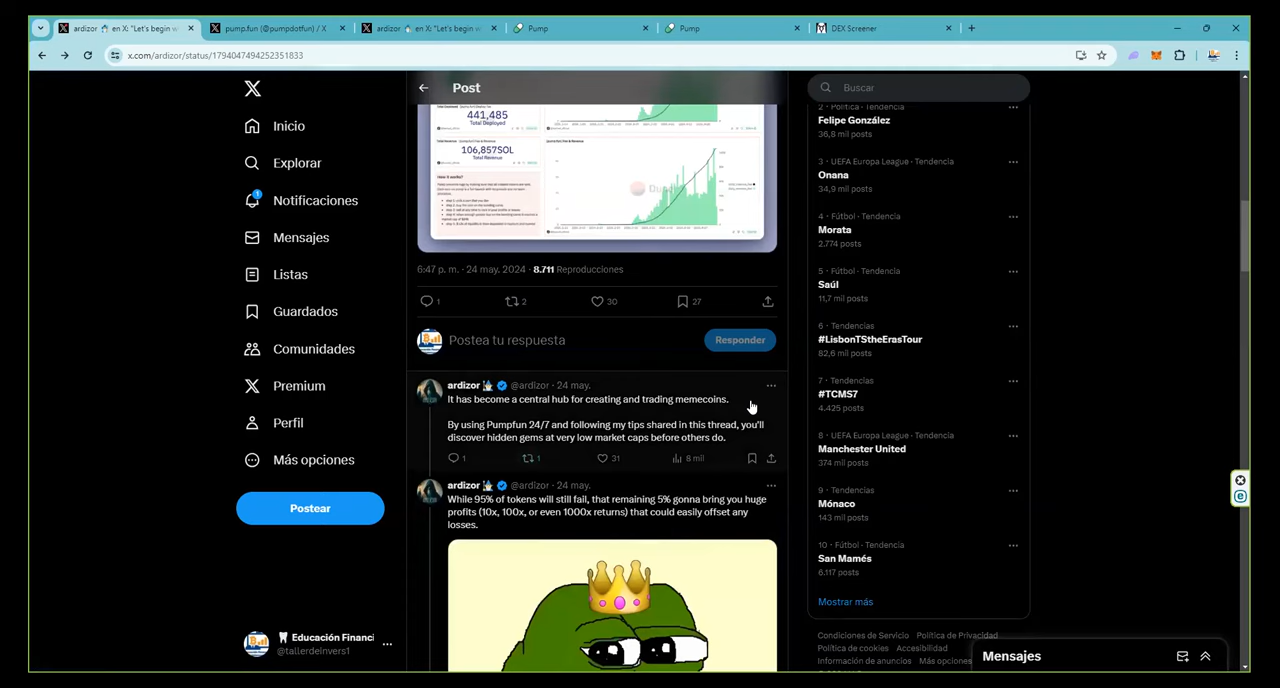 ardizor en X: "Let's begin w
pump.fun (@pumpdotfun) / X
ardizor en X: "Let's begin w
Pump
Pump
DEX Screener
x.com/ardizor/status/1794047494252351833
Inicio
Explorar
1
Notificaciones
Mensajes
Listas
Guardados
Comunidades
Premium
Perfil
Más opciones
Postear
Educación Financi
@tallerdeinvers1
Post
441,485
Total Deployed
106,857SOL
Total Revenue
How it works?
6:47 p. m. · 24 may. 2024 · 8.711 Reproducciones
1 2 30 27
Postea tu respuesta
Responder
ardizor @ardizor · 24 may.
It has become a central hub for creating and trading memecoins.
By using Pumpfun 24/7 and following my tips shared in this thread, you'll
discover hidden gems at very low market caps before others do.
1 1 31 8 mil
ardizor @ardizor · 24 may.
While 95% of tokens will still fail, that remaining 5% gonna bring you huge
profits (10x, 100x, or even 1000x returns) that could easily offset any
losses.
Buscar
2 · Política · Tendencia
Felipe González
36,8 mil posts
3 · UEFA Europa League · Tendencia
Onana
34,9 mil posts
4 · Fútbol · Tendencia
Morata
2.774 posts
5 · Fútbol · Tendencia
Saúl
11,7 mil posts
6 · Tendencias
#LisbonTStheErasTour
82,6 mil posts
7 · Tendencias
#TCMS7
4.425 posts
8 · UEFA Europa League · Tendencia
Manchester United
374 mil posts
9 · Tendencias
Mónaco
143 mil posts
10 · Fútbol · Tendencia
San Mamés
6.117 posts
Mostrar más
Condiciones de Servicio Política de Privacidad
Política de cookies Accesibilidad
Información de anuncios Más opciones
Mensajes